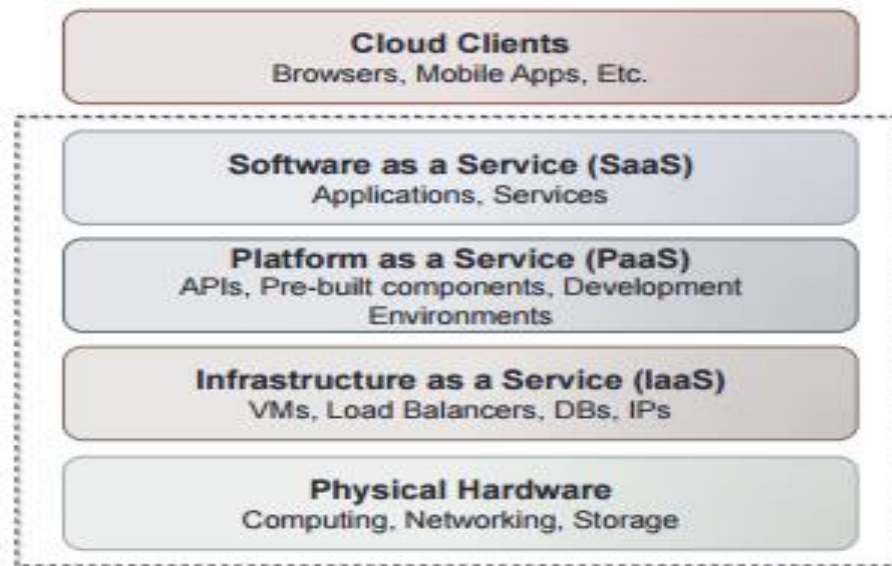 Cloud Clients
Browsers, Mobile Apps, Etc.
Software as a Service (SaaS)
Applications, Services
Platform as a Service (PaaS)
APIs, Pre-built components, Development
Environments
Infrastructure as a Service (IaaS)
VMs, Load Balancers, DBs, IPs
Physical Hardware
Computing, Networking, Storage